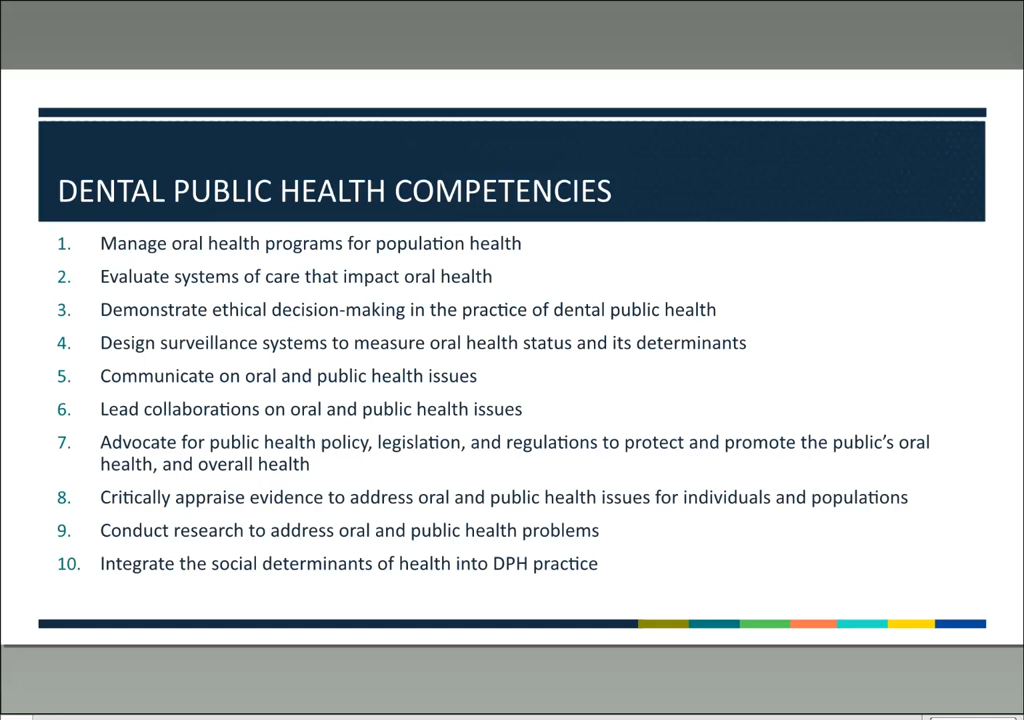 DENTAL PUBLIC HEALTH COMPETENCIES
1. Manage oral health programs for population health
2. Evaluate systems of care that impact oral health
3. Demonstrate ethical decision-making in the practice of dental public health
4. Design surveillance systems to measure oral health status and its determinants
5. Communicate on oral and public health issues
6. Lead collaborations on oral and public health issues
7. Advocate for public health policy, legislation, and regulations to protect and promote the public’s oral
health, and overall health
8. Critically appraise evidence to address oral and public health issues for individuals and populations
9. Conduct research to address oral and public health problems
10. Integrate the social determinants of health into DPH practice